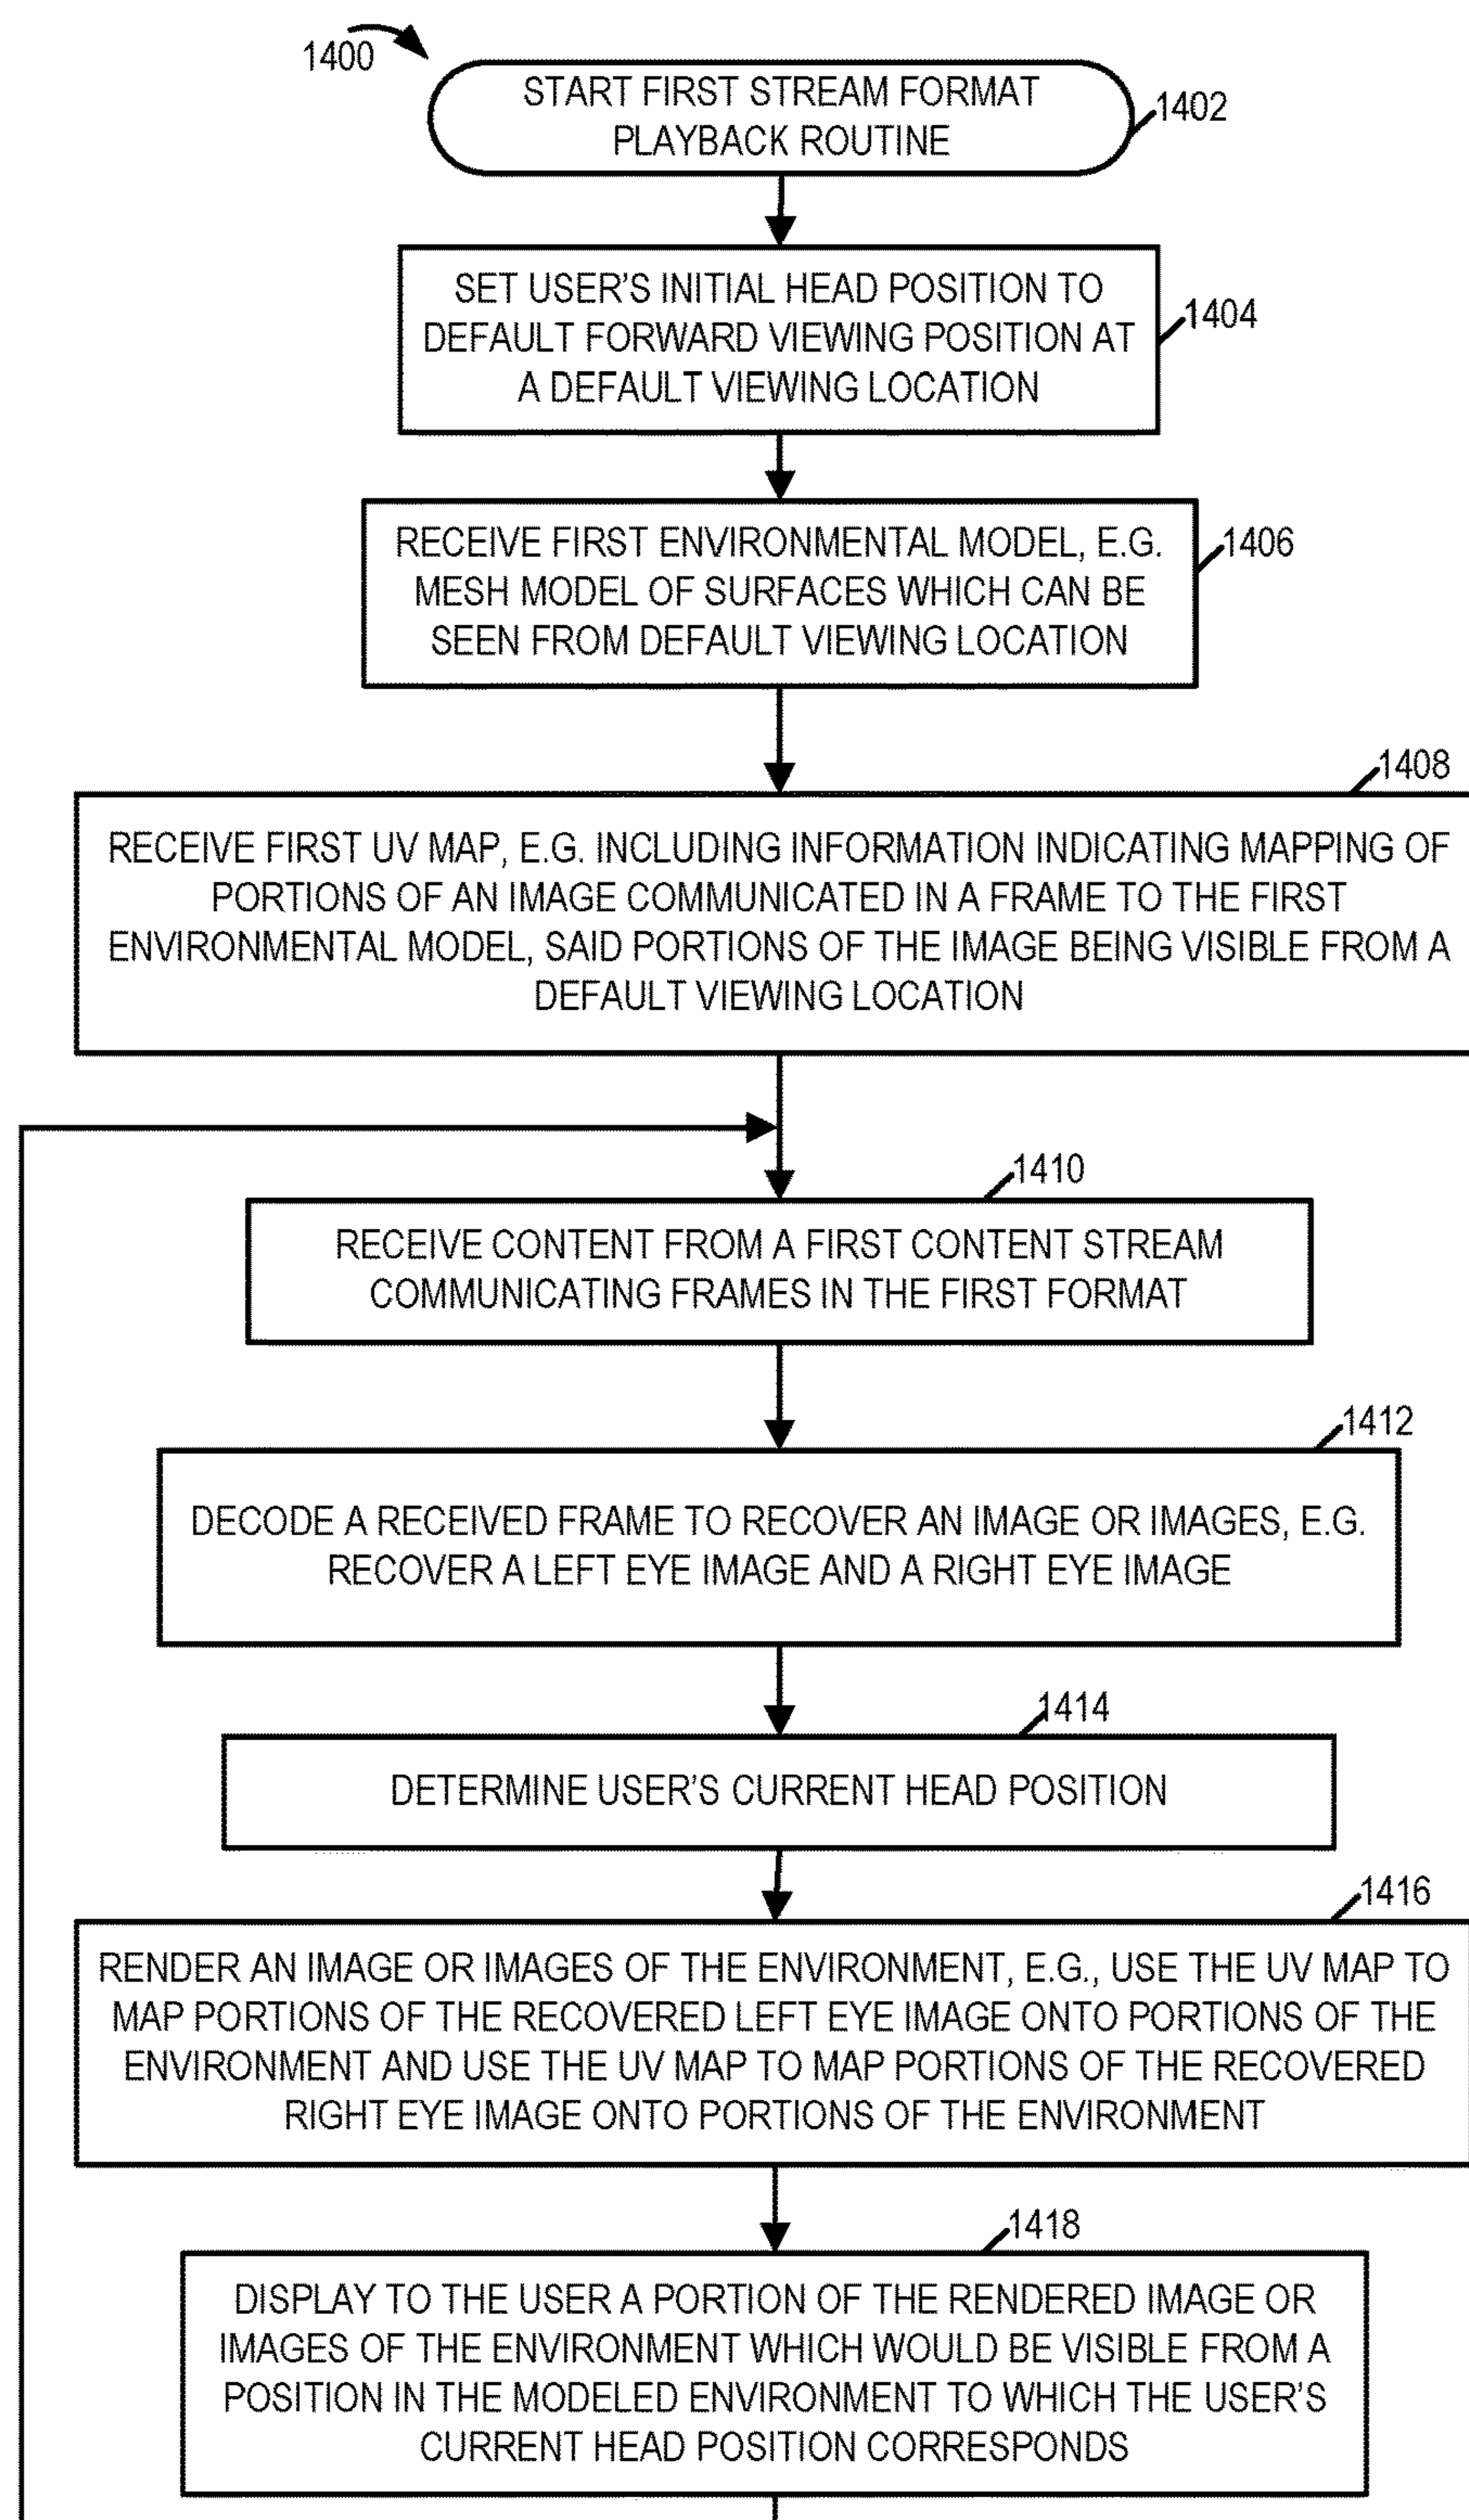 1400
START FIRST STREAM FORMAT
PLAYBACK ROUTINE
1402
SET USER'S INITIAL HEAD POSITION TO
DEFAULT FORWARD VIEWING POSITION AT
A DEFAULT VIEWING LOCATION
1404
RECEIVE FIRST ENVIRONMENTAL MODEL, E.G.
MESH MODEL OF SURFACES WHICH CAN BE
SEEN FROM DEFAULT VIEWING LOCATION
1406
1408
RECEIVE FIRST UV MAP, E.G. INCLUDING INFORMATION INDICATING MAPPING OF
PORTIONS OF AN IMAGE COMMUNICATED IN A FRAME TO THE FIRST
ENVIRONMENTAL MODEL, SAID PORTIONS OF THE IMAGE BEING VISIBLE FROM A
DEFAULT VIEWING LOCATION
1410
RECEIVE CONTENT FROM A FIRST CONTENT STREAM
COMMUNICATING FRAMES IN THE FIRST FORMAT
1412
DECODE A RECEIVED FRAME TO RECOVER AN IMAGE OR IMAGES, E.G.
RECOVER A LEFT EYE IMAGE AND A RIGHT EYE IMAGE
1414
DETERMINE USER'S CURRENT HEAD POSITION
1416
RENDER AN IMAGE OR IMAGES OF THE ENVIRONMENT, E.G., USE THE UV MAP TO
MAP PORTIONS OF THE RECOVERED LEFT EYE IMAGE ONTO PORTIONS OF THE
ENVIRONMENT AND USE THE UV MAP TO MAP PORTIONS OF THE RECOVERED
RIGHT EYE IMAGE ONTO PORTIONS OF THE ENVIRONMENT
1418
DISPLAY TO THE USER A PORTION OF THE RENDERED IMAGE OR
IMAGES OF THE ENVIRONMENT WHICH WOULD BE VISIBLE FROM A
POSITION IN THE MODELED ENVIRONMENT TO WHICH THE USER'S
CURRENT HEAD POSITION CORRESPONDS